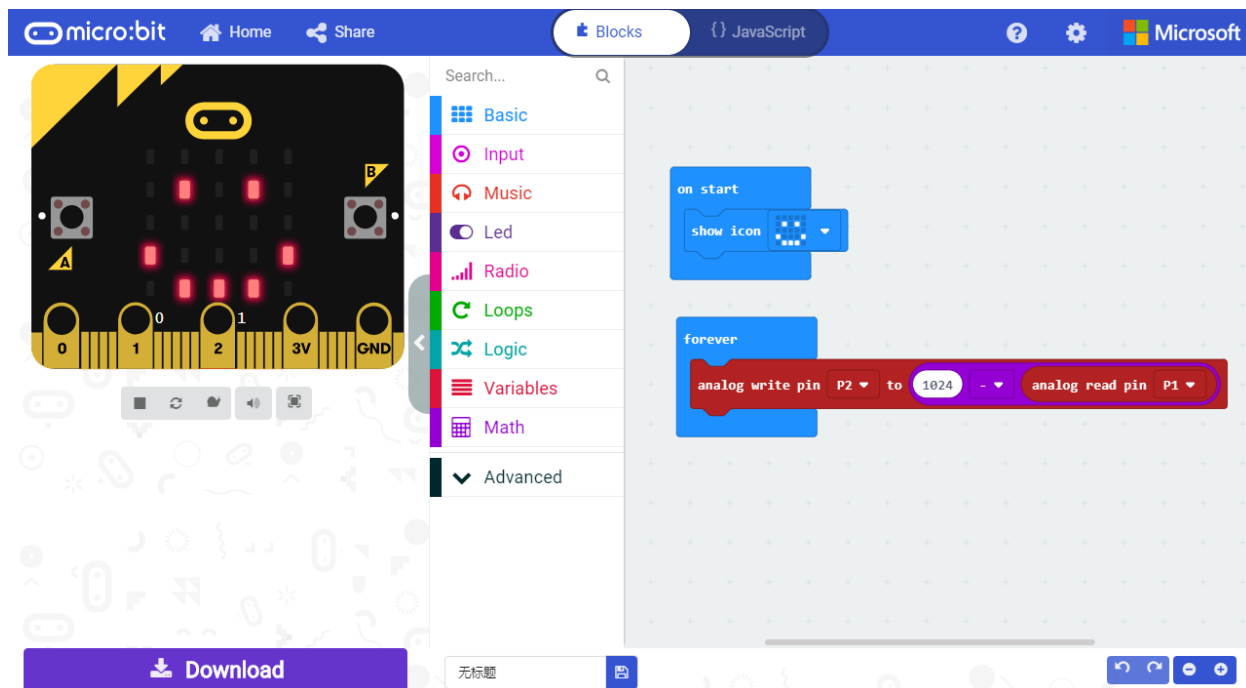 micro:bit Home Share Blocks {} JavaScript ? Microsoft
Search...
Basic
Input
Music
Led
Radio
Loops
Logic
Variables
Math
Advanced
B
A
0 1
0 1 2 3V GND
on start
show icon
forever
analog write pin P2 to 1024 - analog read pin P1
Download
无标题